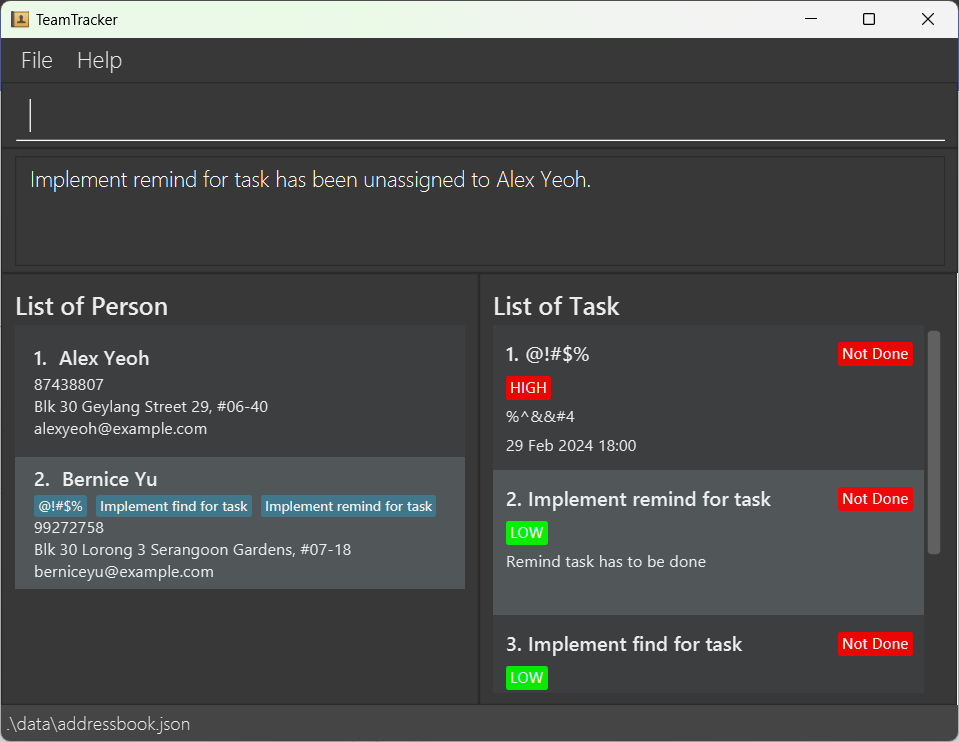 TeamTracker
File Help
Implement remind for task has been unassigned to Alex Yeoh.
List of Person
1. Alex Yeoh
87438807
Blk 30 Geylang Street 29, #06-40
alexyeoh@example.com
2. Bernice Yu
@!#$% Implement find for task Implement remind for task
99272758
Blk 30 Lorong 3 Serangoon Gardens, #07-18
berniceyu@example.com
List of Task
1. @!#$% Not Done
HIGH
%^&&#4
29 Feb 2024 18:00
2. Implement remind for task Not Done
LOW
Remind task has to be done
3. Implement find for task Not Done
LOW
.\data\addressbook.json